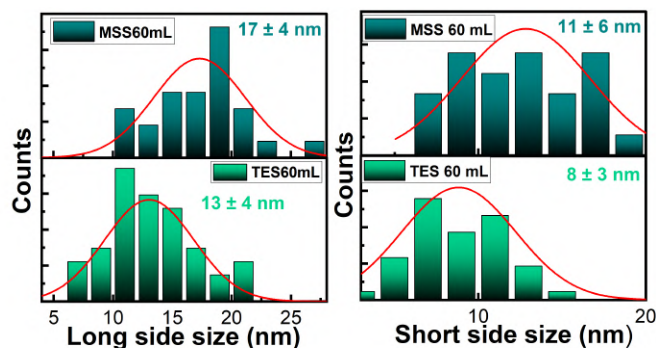 Counts
MSS60mL
17 ± 4 nm
TES60mL
13 ± 4 nm
5 10 15 20 25
Long side size (nm)
Counts
MSS 60 mL
11 ± 6 nm
TES 60 mL
8 ± 3 nm
10 20
Short side size (nm)